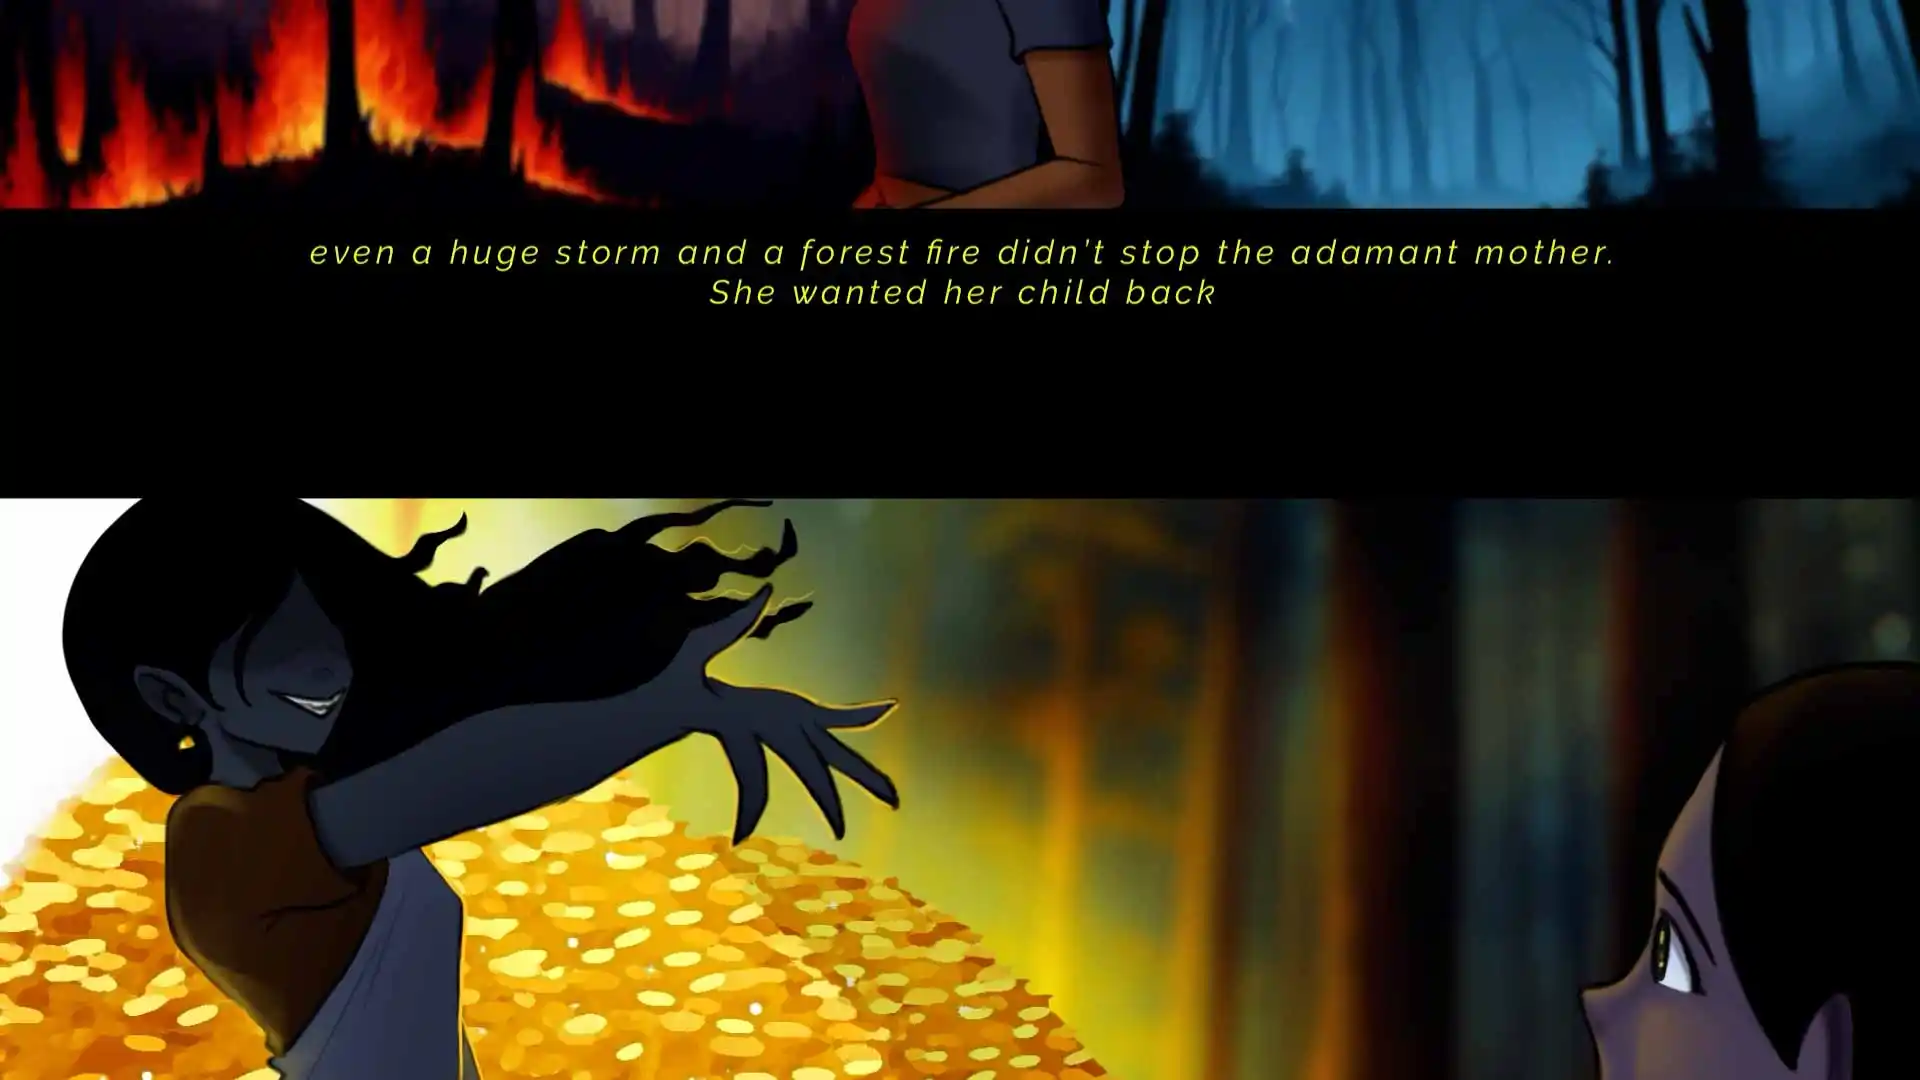 even a huge storm and a forest fire didn't stop the adamant mother.
She wanted her child back